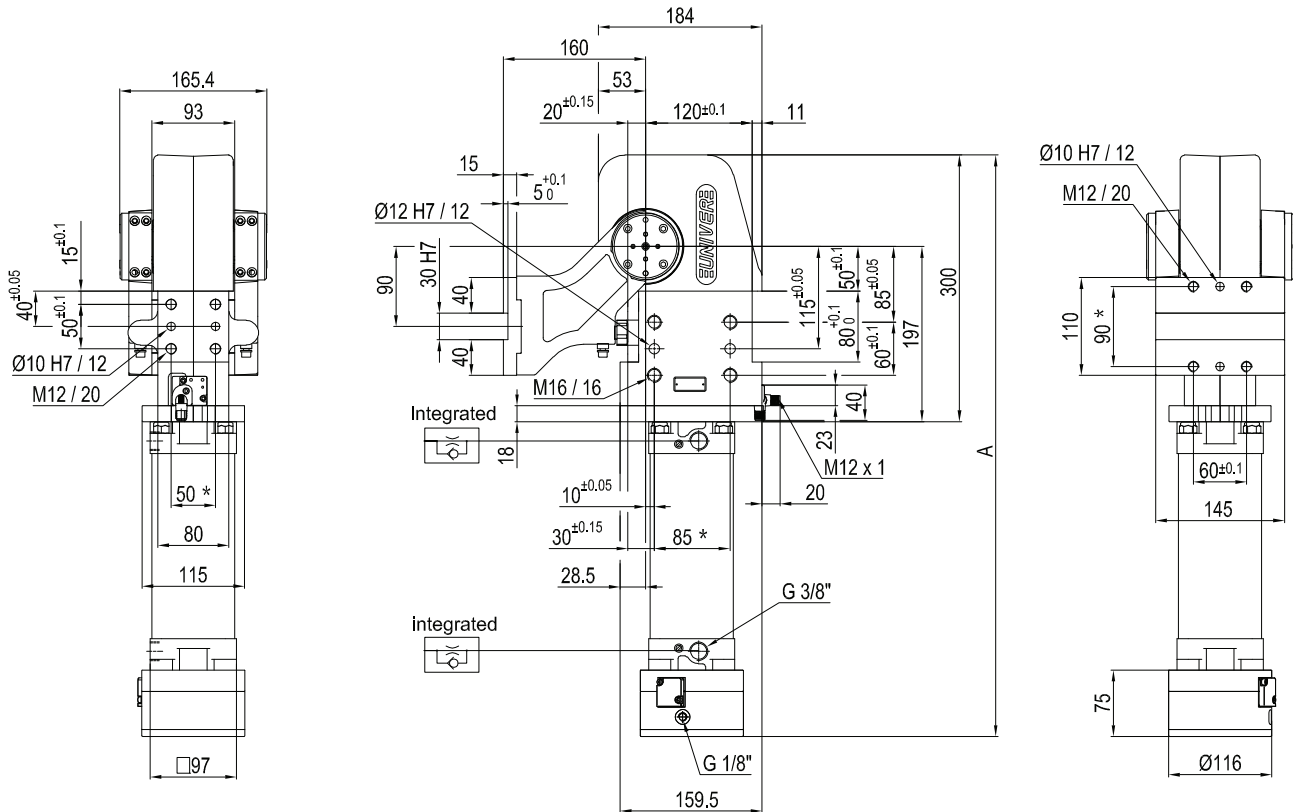 165.4
93
15±0.1
40±0.05
50±0.1
Ø10 H7 / 12
M12 / 20
50 *
80
115
□97
184
160
53
20±0.15
120±0.1
11
15
5 +0.1 0
Ø12 H7 / 12
UNIVER
90
30 H7
40
40
50±0.1
85±0.05
115±0.05
80 +0.1 0
60±0.1
197
300
A
M16 / 16
Integrated
18
40
23
M12 x 1
20
10±0.05
30±0.15
85 *
28.5
G 3/8"
integrated
G 1/8"
159.5
Ø10 H7 / 12
M12 / 20
110
90 *
60±0.1
145
75
Ø116